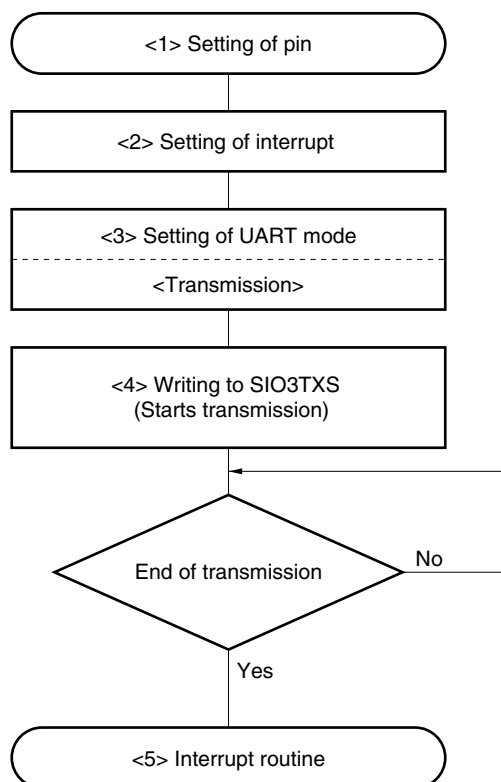 <1> Setting of pin
<2> Setting of interrupt
<3> Setting of UART mode
<Transmission>
<4> Writing to SIO3TXS
(Starts transmission)
End of transmission
No
Yes
<5> Interrupt routine